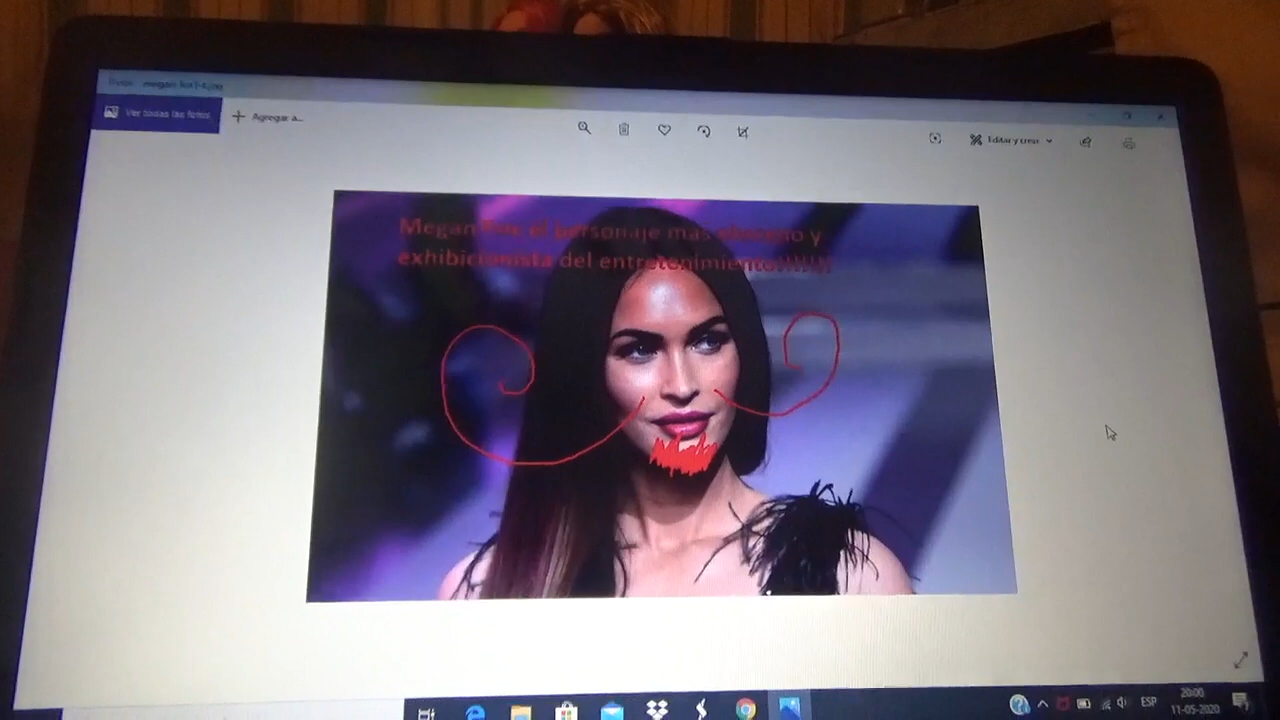 Ver todas las fotos
Agregar a...
Editar y crear
Megan Fox el personaje mas obsceno y
exhibicionista del entretenimiento!!!!!!
ESP
20:00
11-05-2020